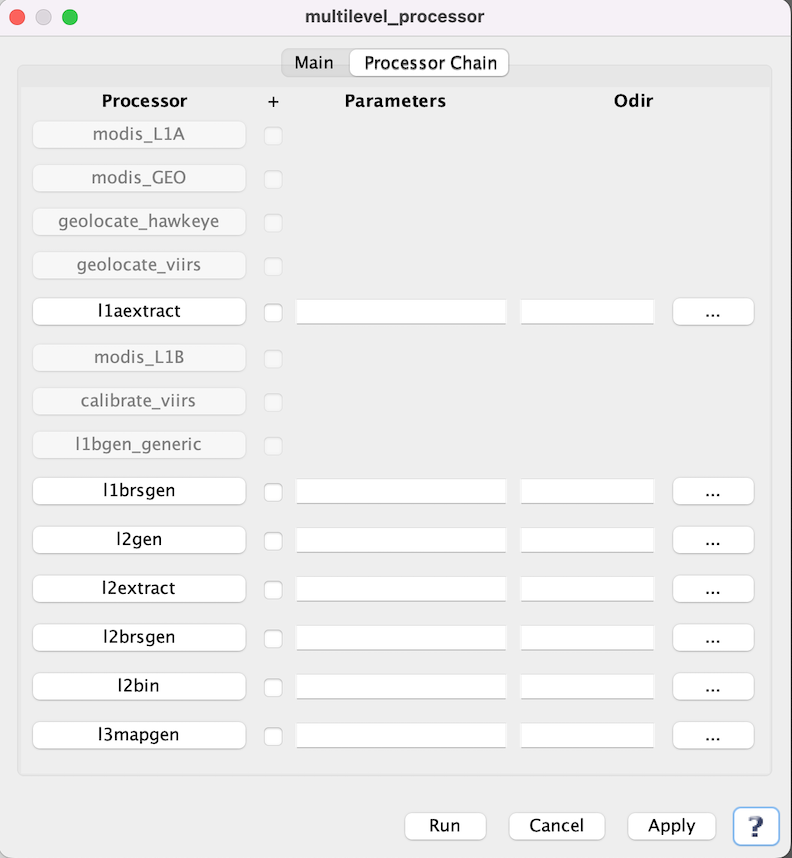 multilevel_processor
Main Processor Chain
Processor + Parameters Odir
modis_L1A
modis_GEO
geolocate_hawkeye
geolocate_viirs
l1aextract ...
modis_L1B
calibrate_viirs
l1bgen_generic
l1brsgen ...
l2gen ...
l2extract ...
l2brsgen ...
l2bin ...
l3mapgen ...
Run Cancel Apply ?